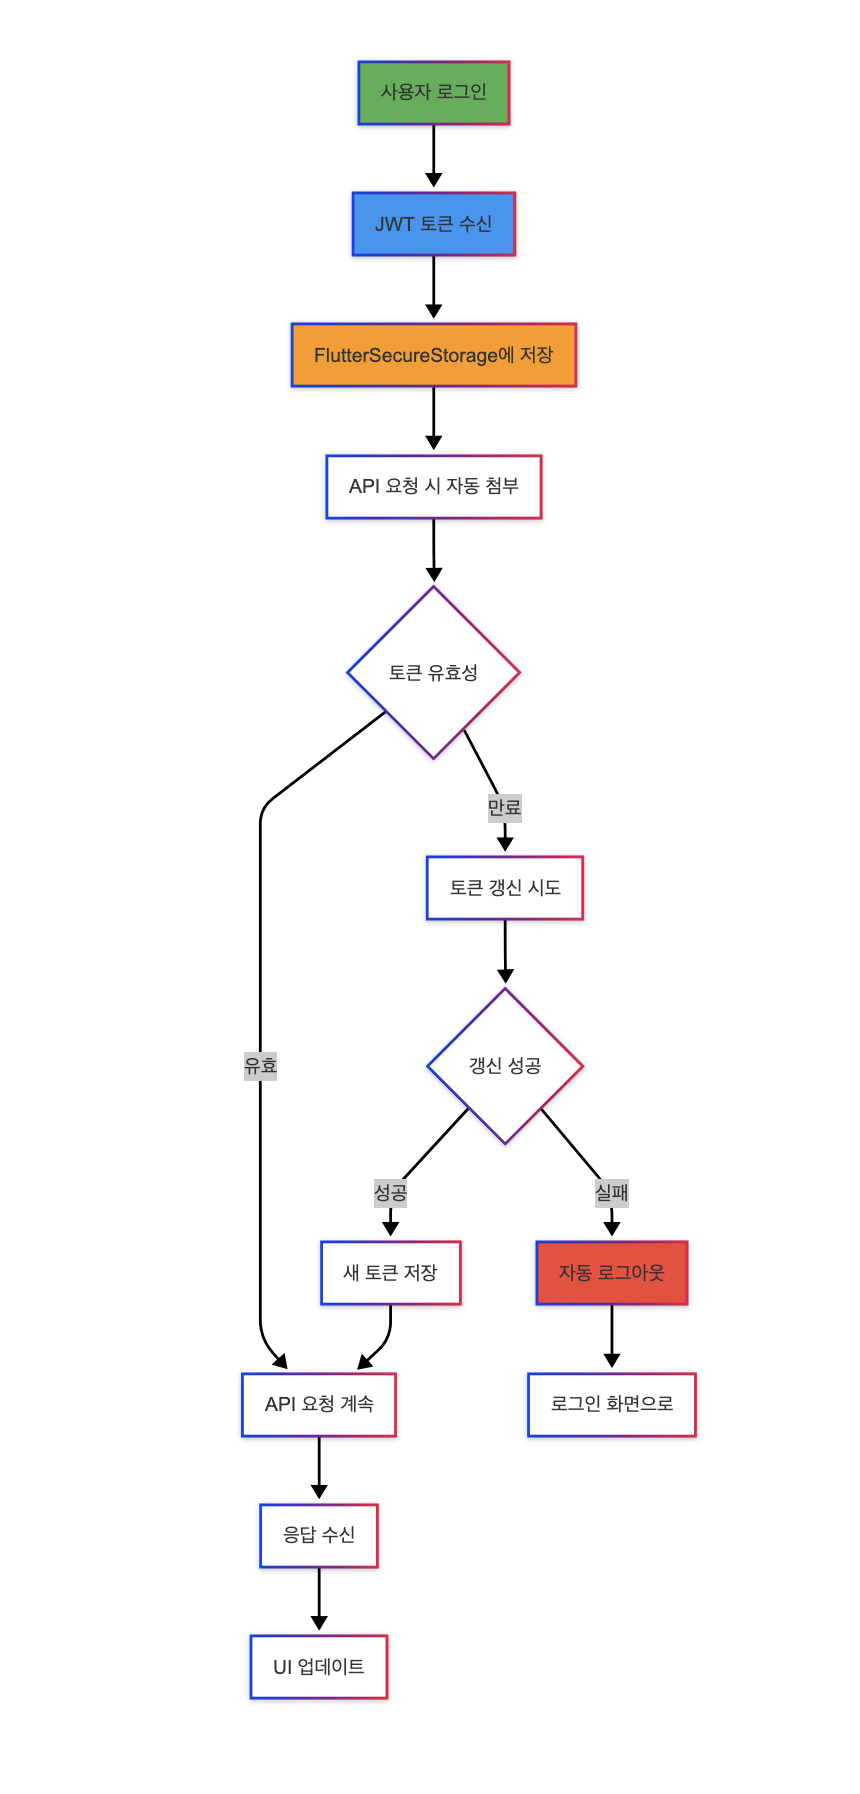 사용자 로그인
JWT 토큰 수신
FlutterSecureStorage에 저장
API 요청 시 자동 첨부
토큰 유효성
만료
토큰 갱신 시도
유효
갱신 성공
성공
실패
새 토큰 저장
자동 로그아웃
API 요청 계속
로그인 화면으로
응답 수신
UI 업데이트